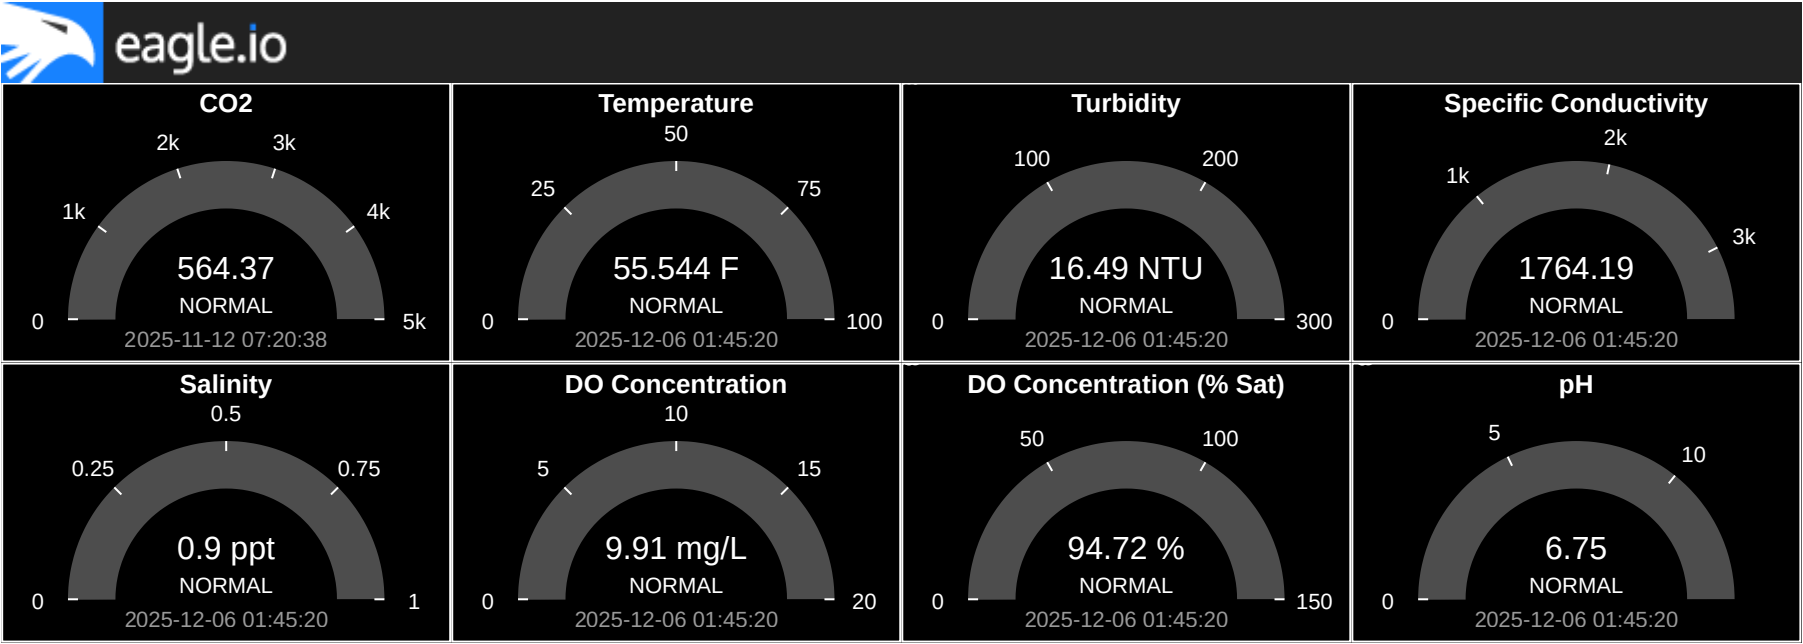 eagle.io
CO2
2k
3k
1k
4k
0
5k
564.37
NORMAL
2025-11-12 07:20:38
Temperature
50
25
75
0
100
55.544 F
NORMAL
2025-12-06 01:45:20
Turbidity
100
200
0
300
16.49 NTU
NORMAL
2025-12-06 01:45:20
Specific Conductivity
2k
1k
3k
0
1764.19
NORMAL
2025-12-06 01:45:20
Salinity
0.5
0.25
0.75
0
1
0.9 ppt
NORMAL
2025-12-06 01:45:20
DO Concentration
10
5
15
0
20
9.91 mg/L
NORMAL
2025-12-06 01:45:20
DO Concentration (% Sat)
50
100
0
150
94.72 %
NORMAL
2025-12-06 01:45:20
pH
5
10
0
6.75
NORMAL
2025-12-06 01:45:20